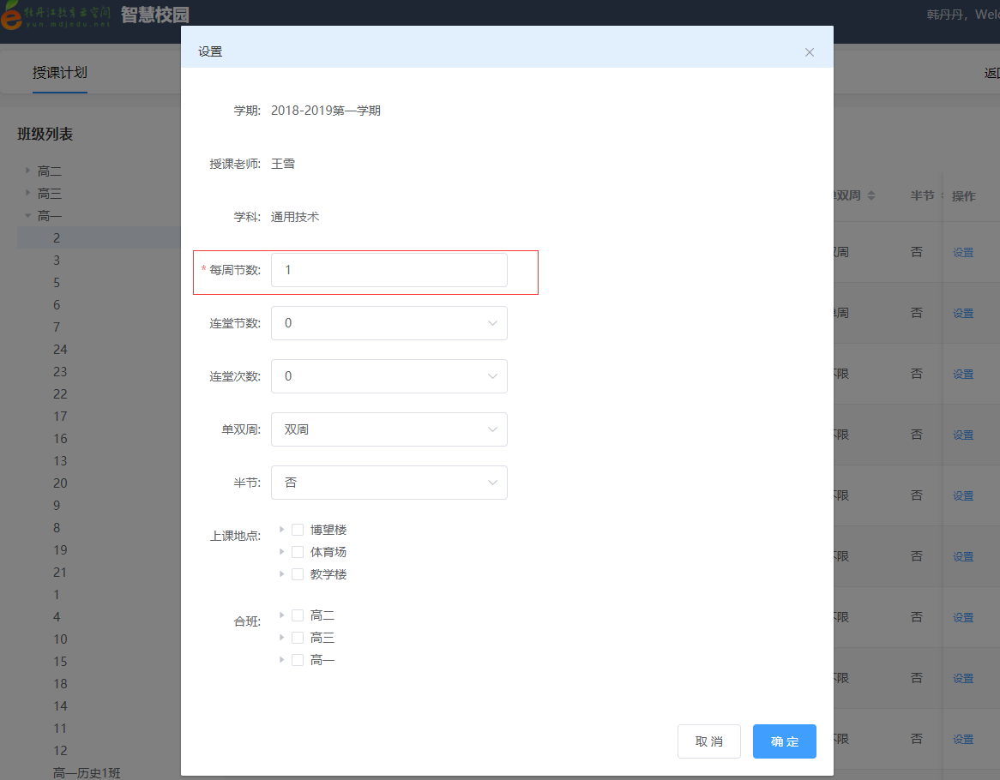 牡丹江教育云空间
yun.mdjedu.net
智慧校园
韩丹丹，Welc
授课计划
返回
班级列表
高二
高三
高一
2
3
5
6
7
24
23
22
17
16
13
20
9
8
19
21
1
4
10
15
18
14
11
12
高一历史1班
设置
学期: 2018-2019第一学期
授课老师: 王雪
学科: 通用技术
* 每周节数: 1
连堂节数: 0
连堂次数: 0
单双周: 双周
半节: 否
上课地点:
博望楼
体育场
教学楼
合班:
高二
高三
高一
取消 确定
单双周 半节 操作
双周 否 设置
单周 否 设置
不限 否 设置
不限 否 设置
不限 否 设置
不限 否 设置
不限 否 设置
不限 否 设置
不限 否 设置